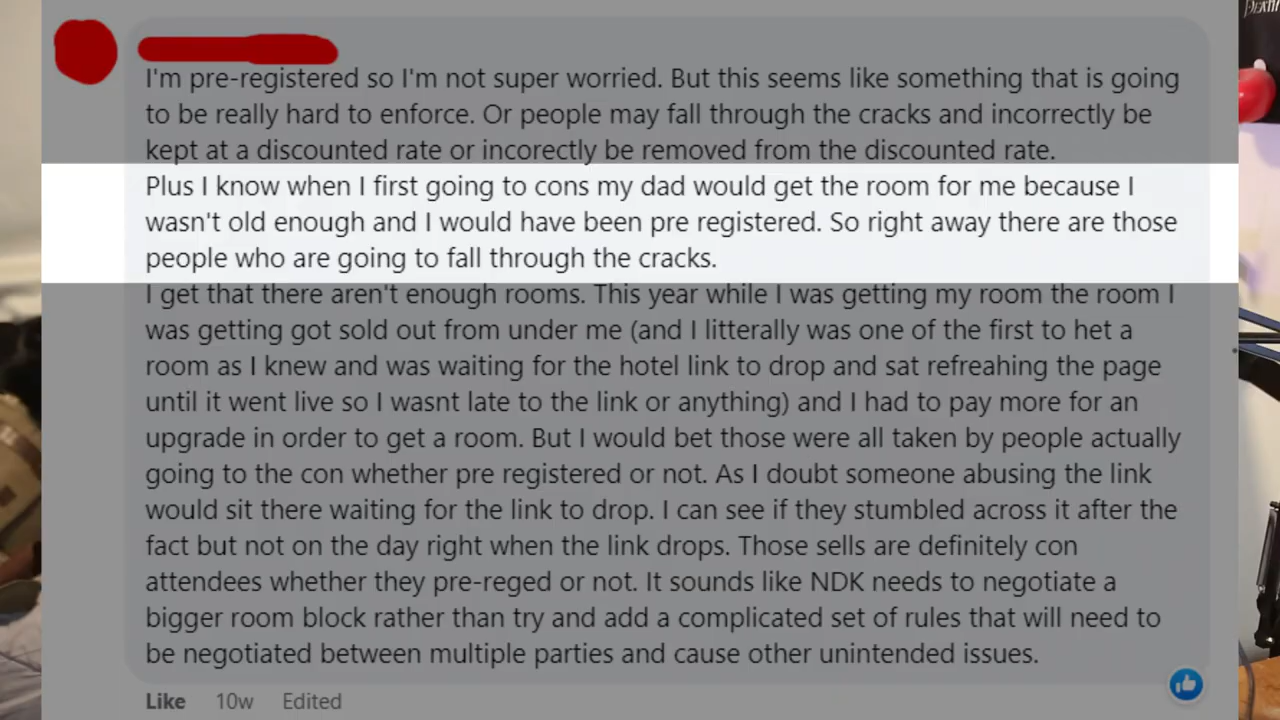 I'm pre-registered so I'm not super worried. But this seems like something that is going
to be really hard to enforce. Or people may fall through the cracks and incorrectly be
kept at a discounted rate or incorectly be removed from the discounted rate.
Plus I know when I first going to cons my dad would get the room for me because I
wasn't old enough and I would have been pre registered. So right away there are those
people who are going to fall through the cracks.
I get that there aren't enough rooms. This year while I was getting my room the room I
was getting got sold out from under me (and I litterally was one of the first to het a
room as I knew and was waiting for the hotel link to drop and sat refreahing the page
until it went live so I wasnt late to the link or anything) and I had to pay more for an
upgrade in order to get a room. But I would bet those were all taken by people actually
going to the con whether pre registered or not. As I doubt someone abusing the link
would sit there waiting for the link to drop. I can see if they stumbled across it after the
fact but not on the day right when the link drops. Those sells are definitely con
attendees whether they pre-reged or not. It sounds like NDK needs to negotiate a
bigger room block rather than try and add a complicated set of rules that will need to
be negotiated between multiple parties and cause other unintended issues.
Like 10w Edited